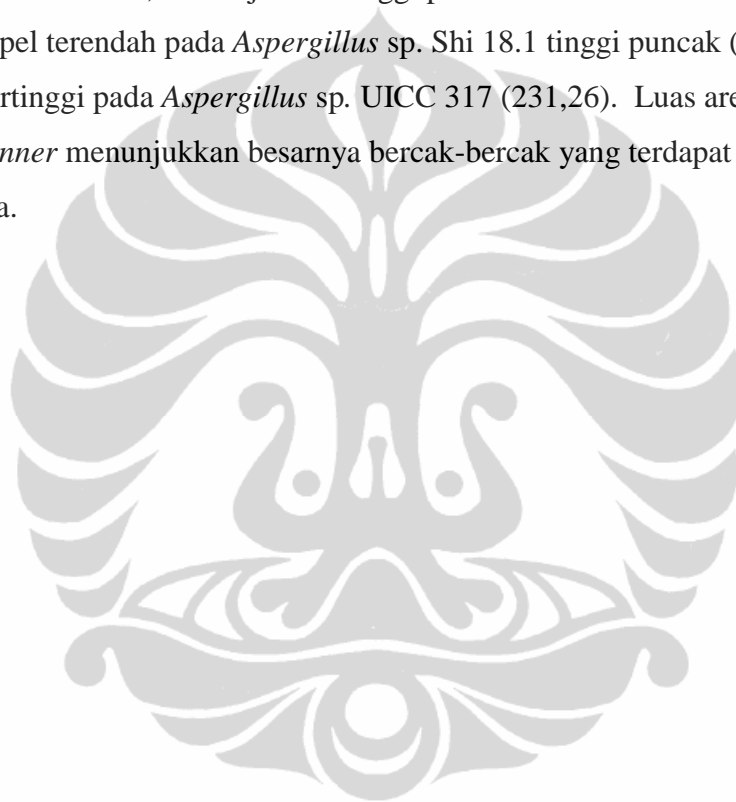 pel terendah pada Aspergillus sp. Shi 18.1 tinggi puncak (
rtinggi pada Aspergillus sp. UICC 317 (231,26). Luas are
nner menunjukkan besarnya bercak-bercak yang terdapat
a.